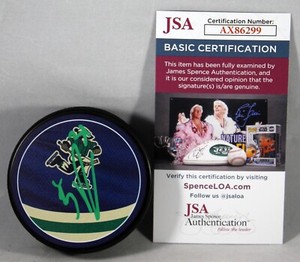 JSA
Certification Number:
AX86299
BASIC CERTIFICATION
This item has been fully examined by
James Spence Authentication, and it
is our considered opinion that the
signature(s) is/are genuine.
Verify this certification by visiting
SpenceLOA.com
Follow us @jsaloa
JSA
James Spence
Authentication